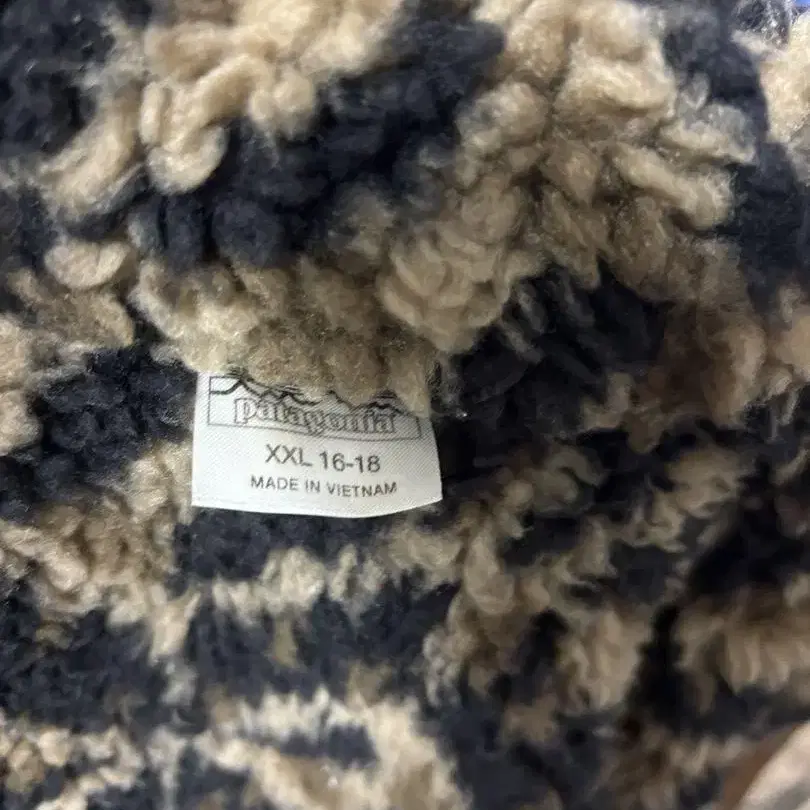 patagonia
XXL 16-18
MADE IN VIETNAM